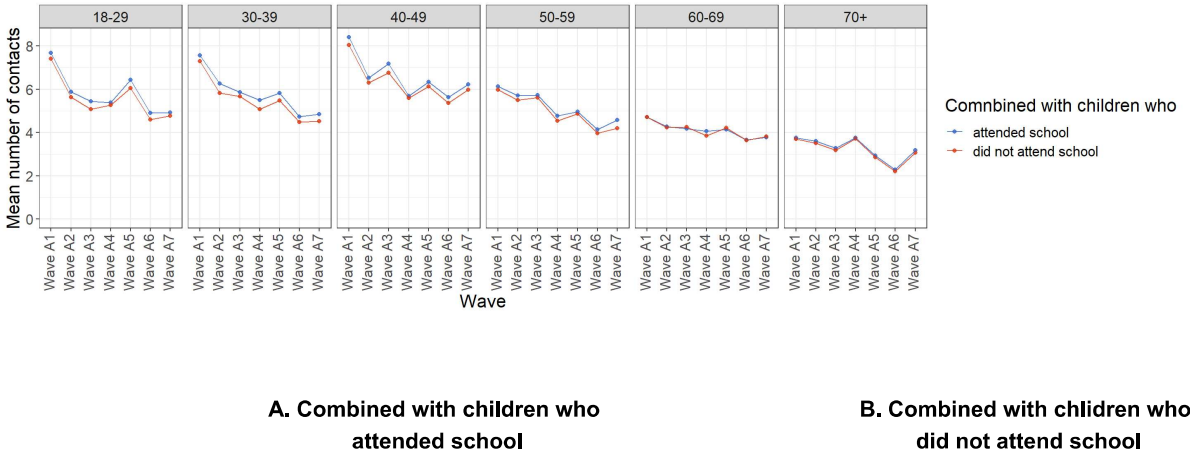 18-29 30-39 40-49 50-59 60-69 70+
Mean number of contacts
8
6
4
2
0
Wave A1 Wave A2 Wave A3 Wave A4 Wave A5 Wave A6 Wave A7 Wave A1 Wave A2 Wave A3 Wave A4 Wave A5 Wave A6 Wave A7 Wave A1 Wave A2 Wave A3 Wave A4 Wave A5 Wave A6 Wave A7 Wave A1 Wave A2 Wave A3 Wave A4 Wave A5 Wave A6 Wave A7 Wave A1 Wave A2 Wave A3 Wave A4 Wave A5 Wave A6 Wave A7 Wave A1 Wave A2 Wave A3 Wave A4 Wave A5 Wave A6 Wave A7
Wave
Comnbined with children who
attended school
did not attend school
A. Combined with children who
attended school
B. Combined with chlidren who
did not attend school